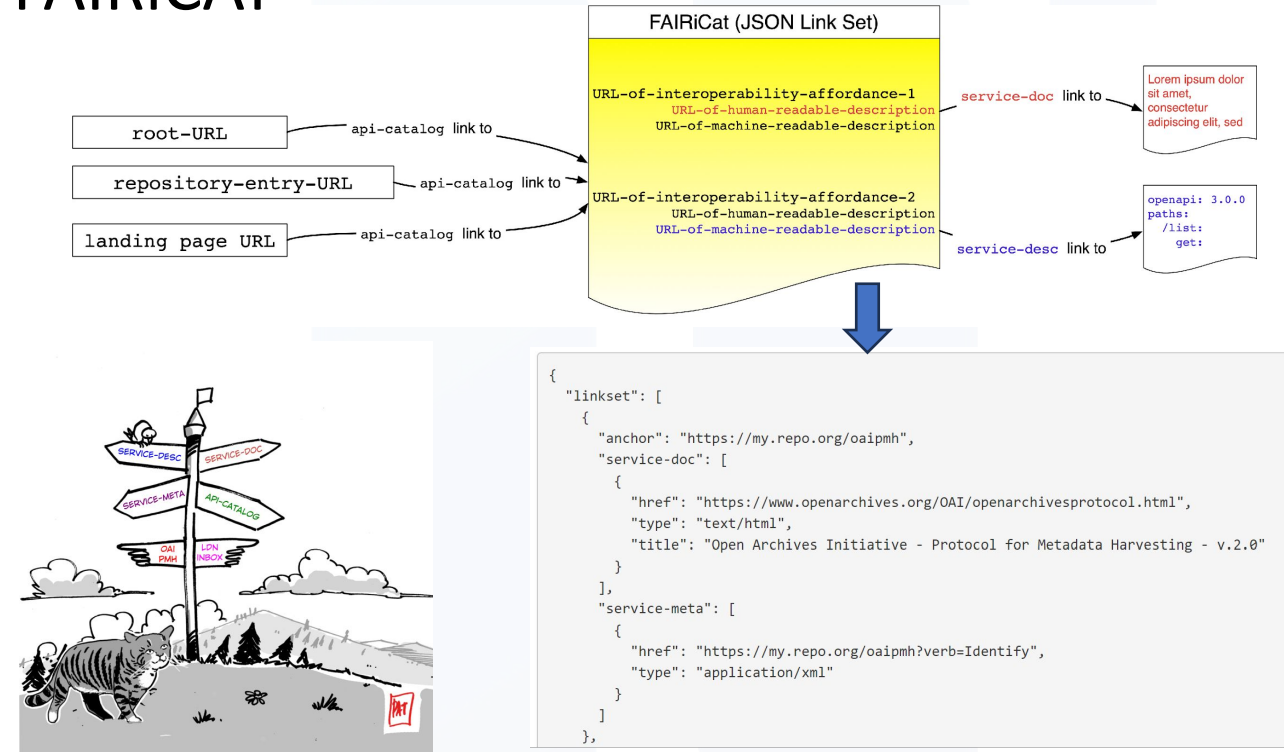 FAIRiCAT
FAIRiCat (JSON Link Set)
root-URL
repository-entry-URL
landing page URL
api-catalog link to
api-catalog link to
api-catalog link to
URL-of-interoperability-affordance-1
URL-of-human-readable-description
URL-of-machine-readable-description
URL-of-interoperability-affordance-2
URL-of-human-readable-description
URL-of-machine-readable-description
service-doc link to
service-desc link to
Lorem ipsum dolor
sit amet,
consectetur
adipiscing elit, sed
openapi: 3.0.0
paths:
/list:
get:
SERVICE-DESC
SERVICE-DOC
SERVICE-META
API-CATALOG
OAI
PMH
LDN
INBOX
PAT
{
"linkset": [
{
"anchor": "https://my.repo.org/oaipmh",
"service-doc": [
{
"href": "https://www.openarchives.org/OAI/openarchivesprotocol.html",
"type": "text/html",
"title": "Open Archives Initiative - Protocol for Metadata Harvesting - v.2.0"
}
],
"service-meta": [
{
"href": "https://my.repo.org/oaipmh?verb=Identify",
"type": "application/xml"
}
]
},